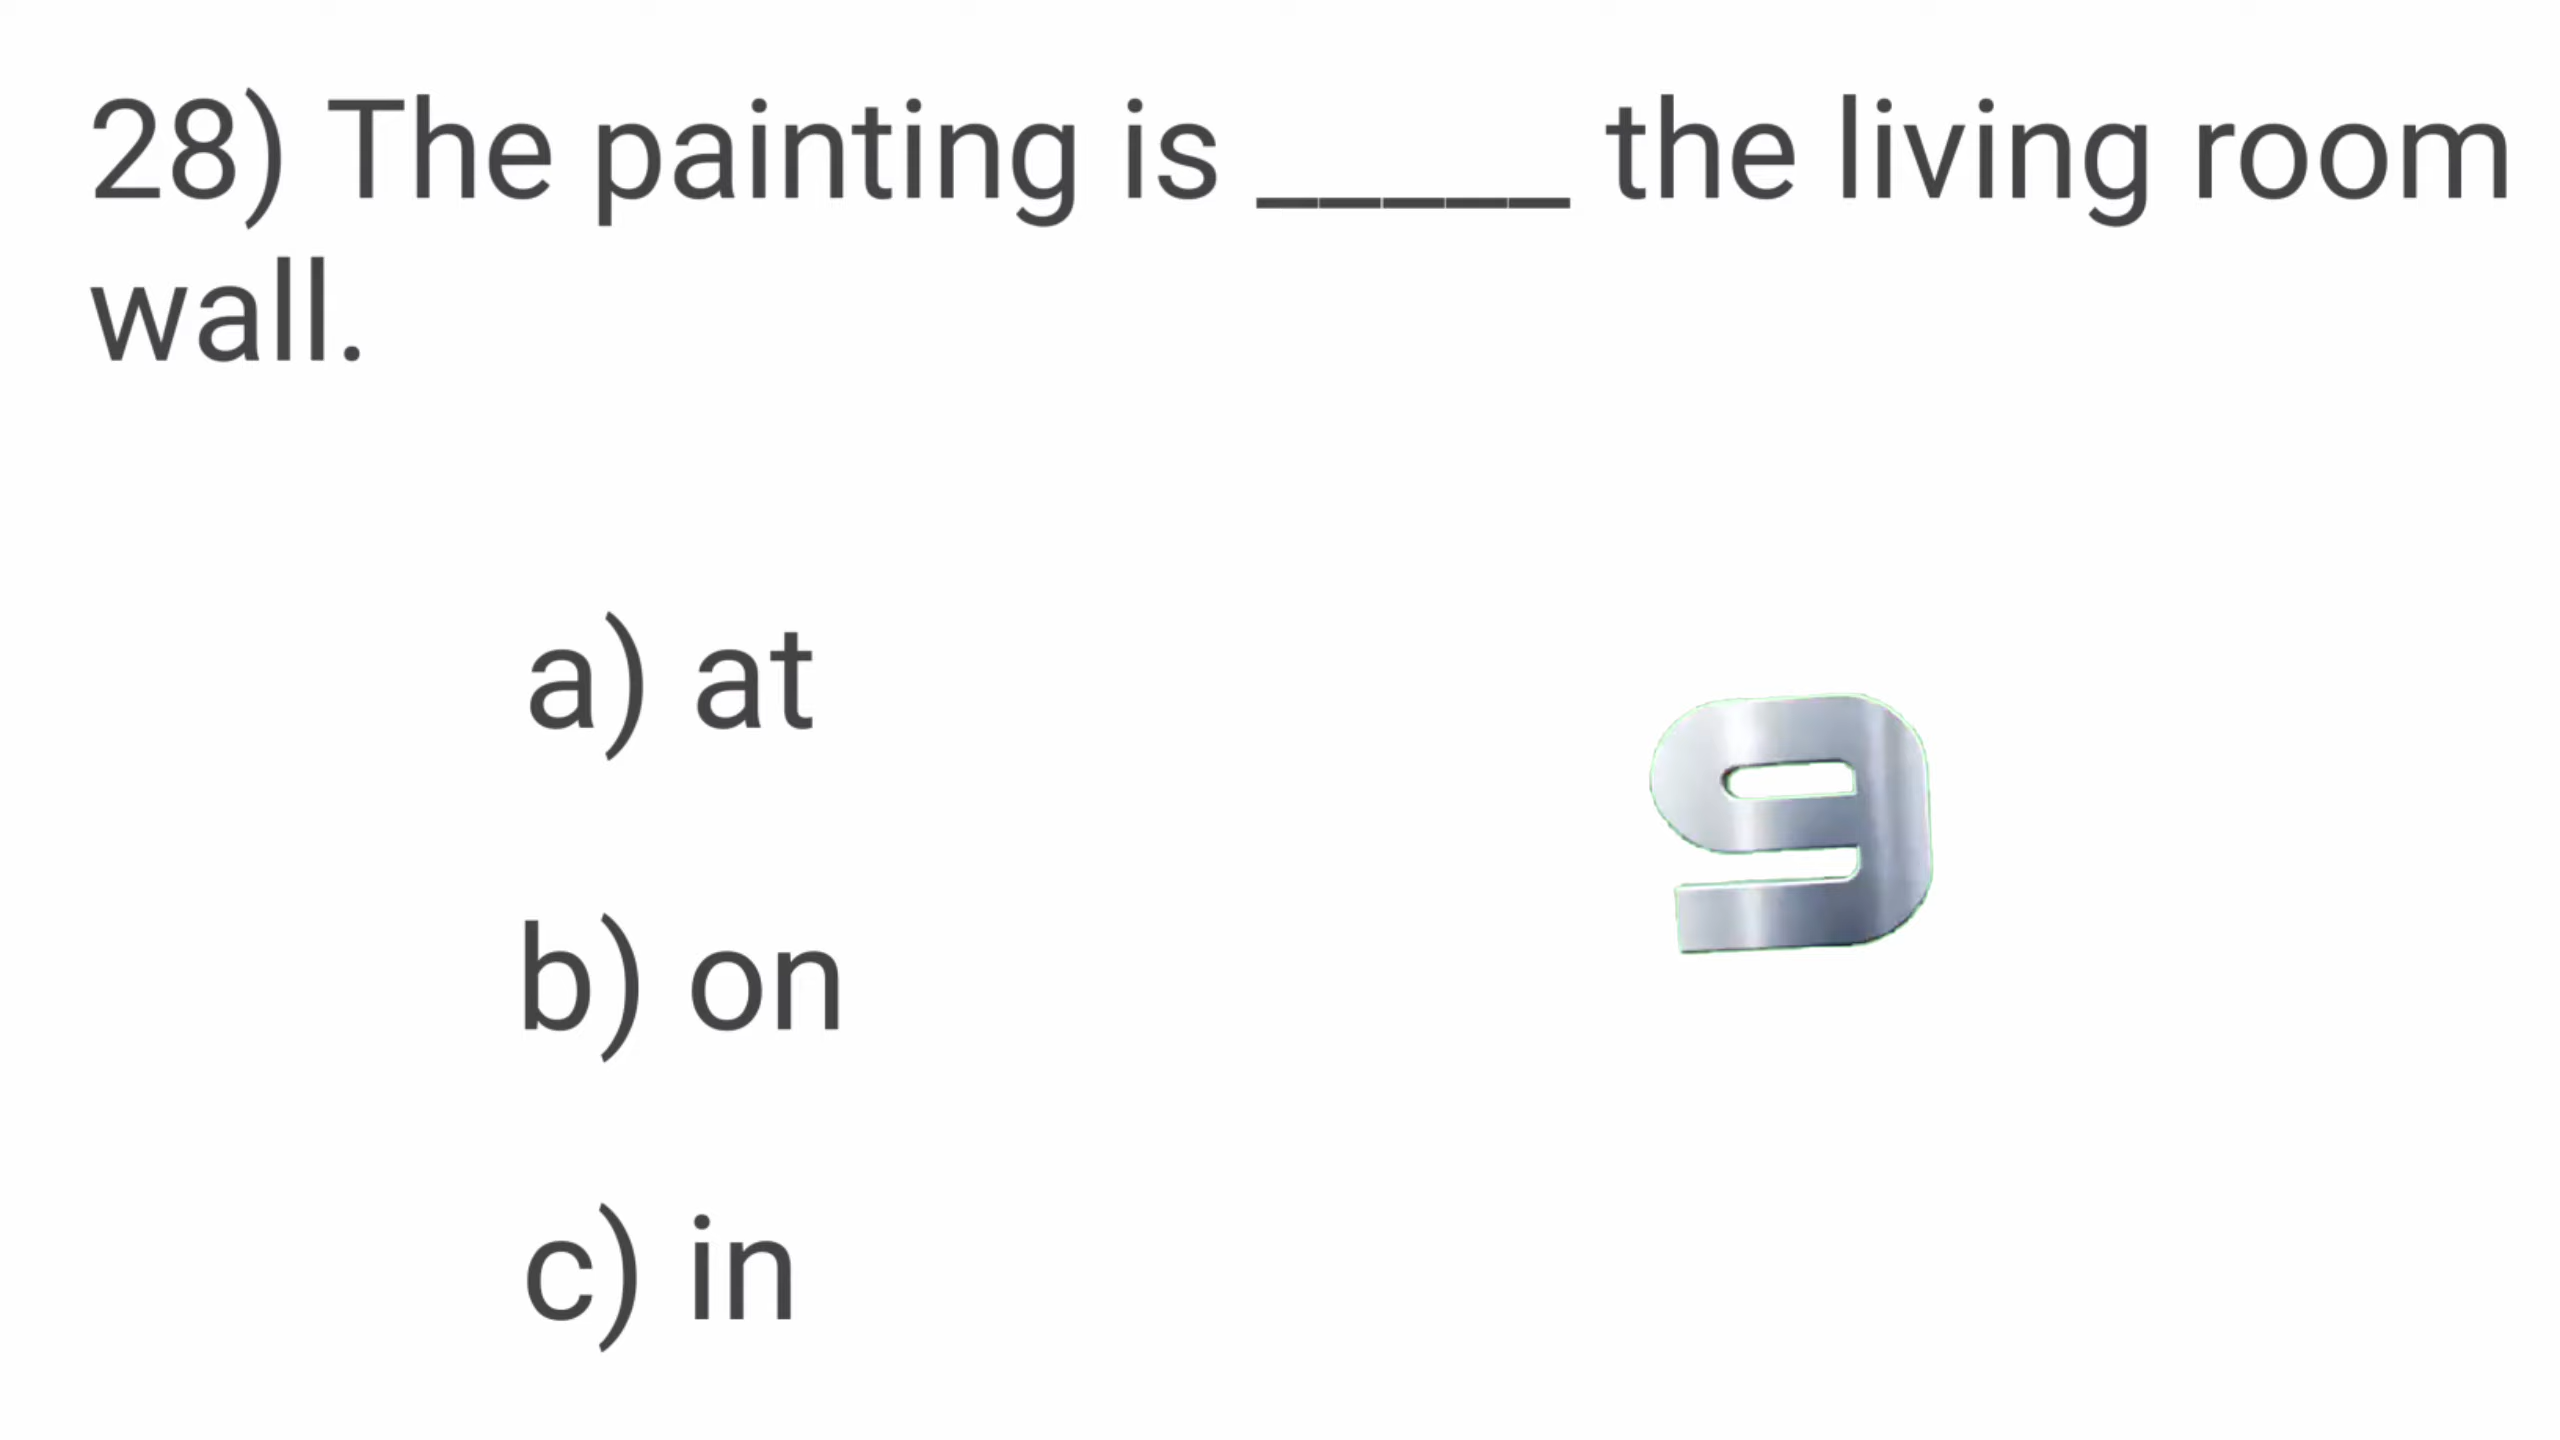 28) The painting is _____ the living room
wall.
a) at
9
b) on
c) in